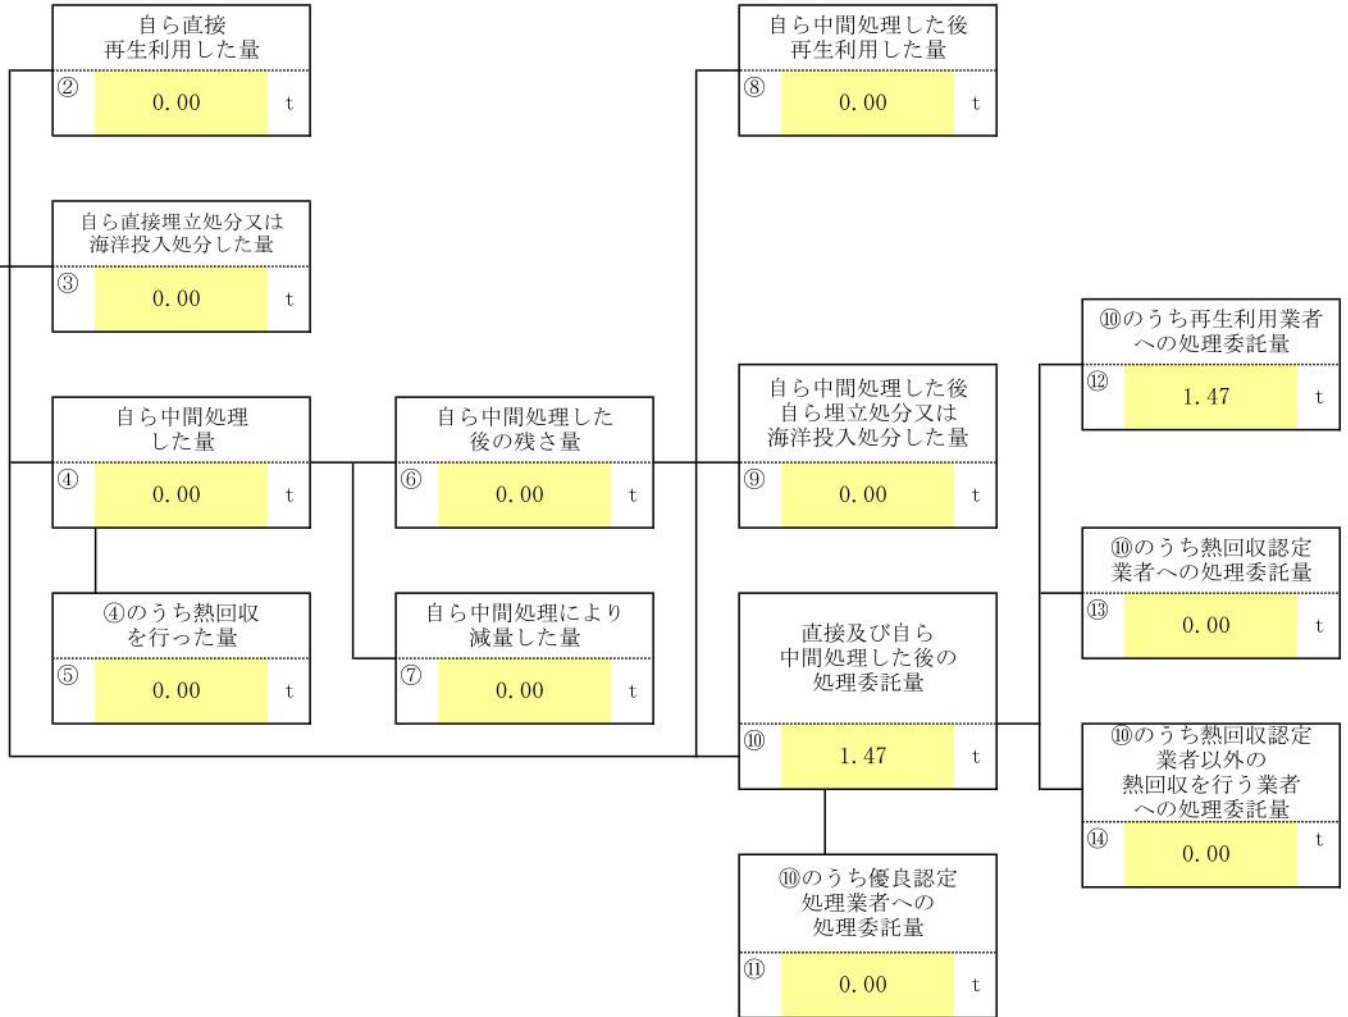 自ら直接
再生利用した量
② 0.00 t
自ら中間処理した後
再生利用した量
⑧ 0.00 t
自ら直接埋立処分又は
海洋投入処分した量
③ 0.00 t
⑩のうち再生利用業者
への処理委託量
⑫ 1.47 t
自ら中間処理
した量
④ 0.00 t
自ら中間処理した
後の残さ量
⑥ 0.00 t
自ら中間処理した後
自ら埋立処分又は
海洋投入処分した量
⑨ 0.00 t
⑩のうち熱回収認定
業者への処理委託量
⑬ 0.00 t
④のうち熱回収
を行った量
⑤ 0.00 t
自ら中間処理により
減量した量
⑦ 0.00 t
直接及び自ら
中間処理した後の
処理委託量
⑩ 1.47 t
⑩のうち熱回収認定
業者以外の
熱回収を行う業者
への処理委託量
⑭ 0.00 t
⑩のうち優良認定
処理業者への
処理委託量
⑪ 0.00 t